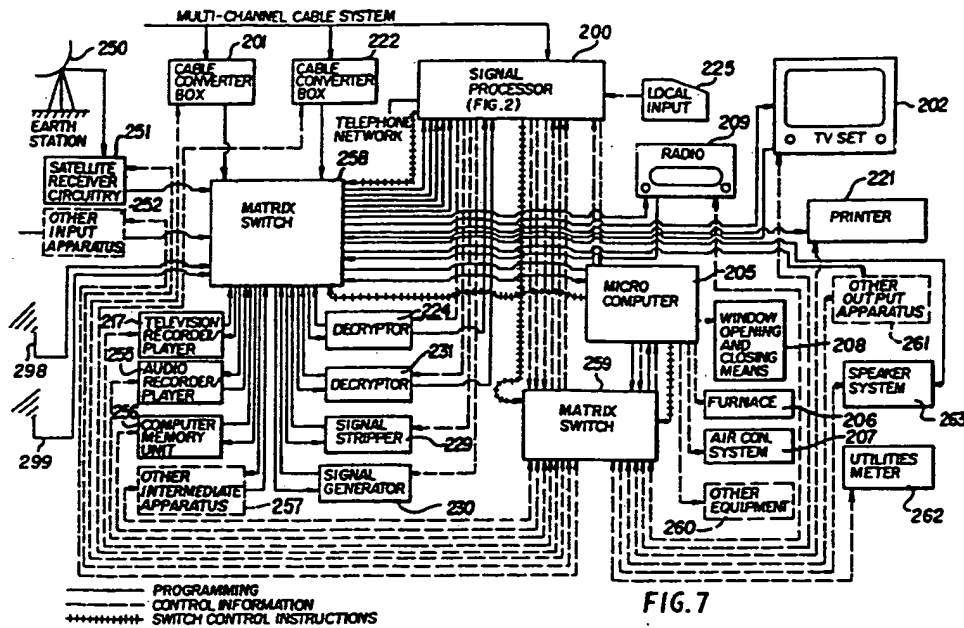 MULTI-CHANNEL CABLE SYSTEM
250
201
222
200
CABLE
CONVERTER
BOX
CABLE
CONVERTER
BOX
SIGNAL
PROCESSOR
(FIG. 2)
225
LOCAL
INPUT
202
TV SET
EARTH
STATION
251
TELEPHONE
NETWORK
209
RADIO
258
SATELLITE
RECEIVER
CIRCUITRY
252
OTHER
INPUT
APPARATUS
MATRIX
SWITCH
221
PRINTER
205
MICRO
COMPUTER
OTHER
OUTPUT
APPARATUS
261
217
TELEVISION
RECORDER/
PLAYER
224
DECRYPTOR
WINDOW
OPENING
AND
CLOSING
MEANS
208
298
255
AUDIO
RECORDER/
PLAYER
231
DECRYPTOR
259
MATRIX
SWITCH
SPEAKER
SYSTEM
263
FURNACE
206
256
COMPUTER
MEMORY
UNIT
SIGNAL
STRIPPER
229
207
AIR CON.
SYSTEM
UTILITIES
METER
262
299
OTHER
INTERMEDIATE
APPARATUS
257
SIGNAL
GENERATOR
230
OTHER
EQUIPMENT
260
PROGRAMMING
CONTROL INFORMATION
SWITCH CONTROL INSTRUCTIONS
FIG. 7